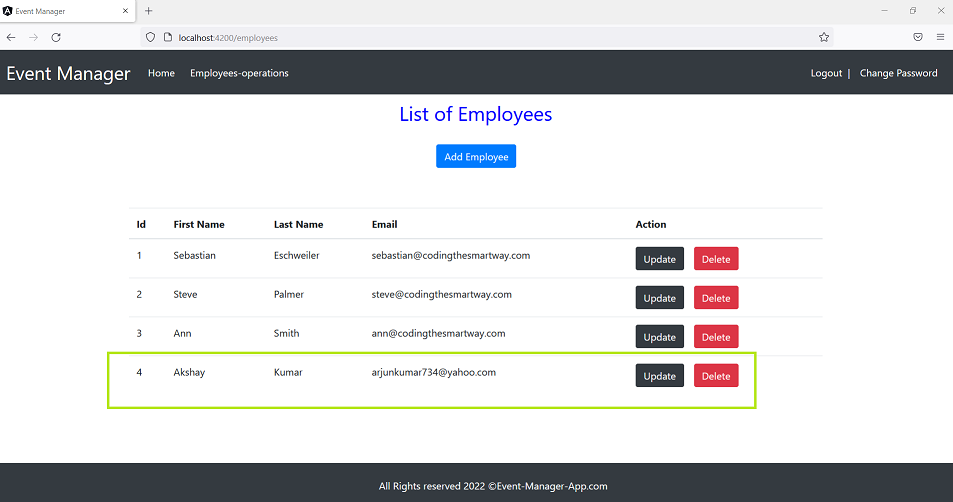 Event Manager
localhost:4200/employees
Event Manager Home Employees-operations Logout | Change Password
List of Employees
Add Employee
Id First Name Last Name Email Action
1 Sebastian Eschweiler sebastian@codingthesmartway.com Update Delete
2 Steve Palmer steve@codingthesmartway.com Update Delete
3 Ann Smith ann@codingthesmartway.com Update Delete
4 Akshay Kumar arjunkumar734@yahoo.com Update Delete
All Rights reserved 2022 ©Event-Manager-App.com